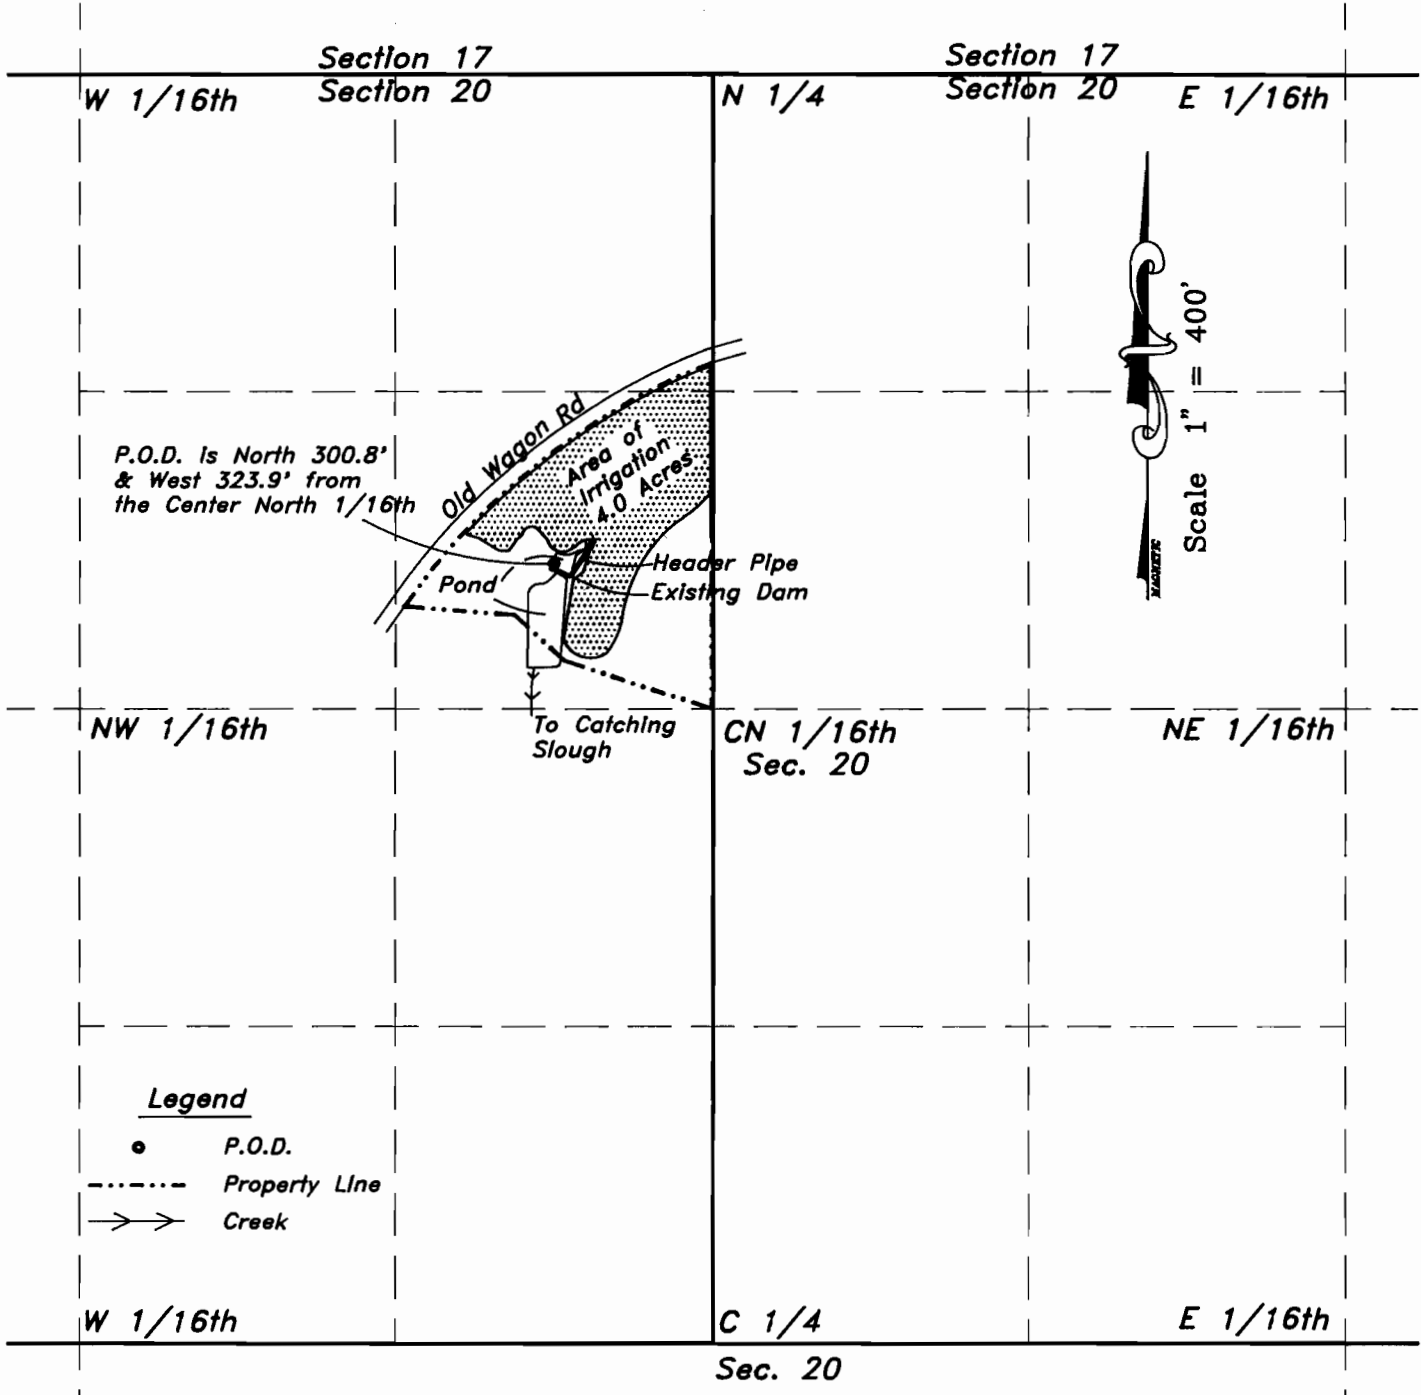 Section 17
Section 20
Section 17
Section 20
W 1/16th
N 1/4
E 1/16th
Scale 1" = 400'
MAGNETIC
Old Wagon Rd
Area of
Irrigation
4.0 Acres
P.O.D. is North 300.8'
& West 323.9' from
the Center North 1/16th
Header Pipe
Existing Dam
Pond
To Catching
Slough
NW 1/16th
CN 1/16th
Sec. 20
NE 1/16th
Legend
P.O.D.
Property Line
Creek
W 1/16th
C 1/4
E 1/16th
Sec. 20